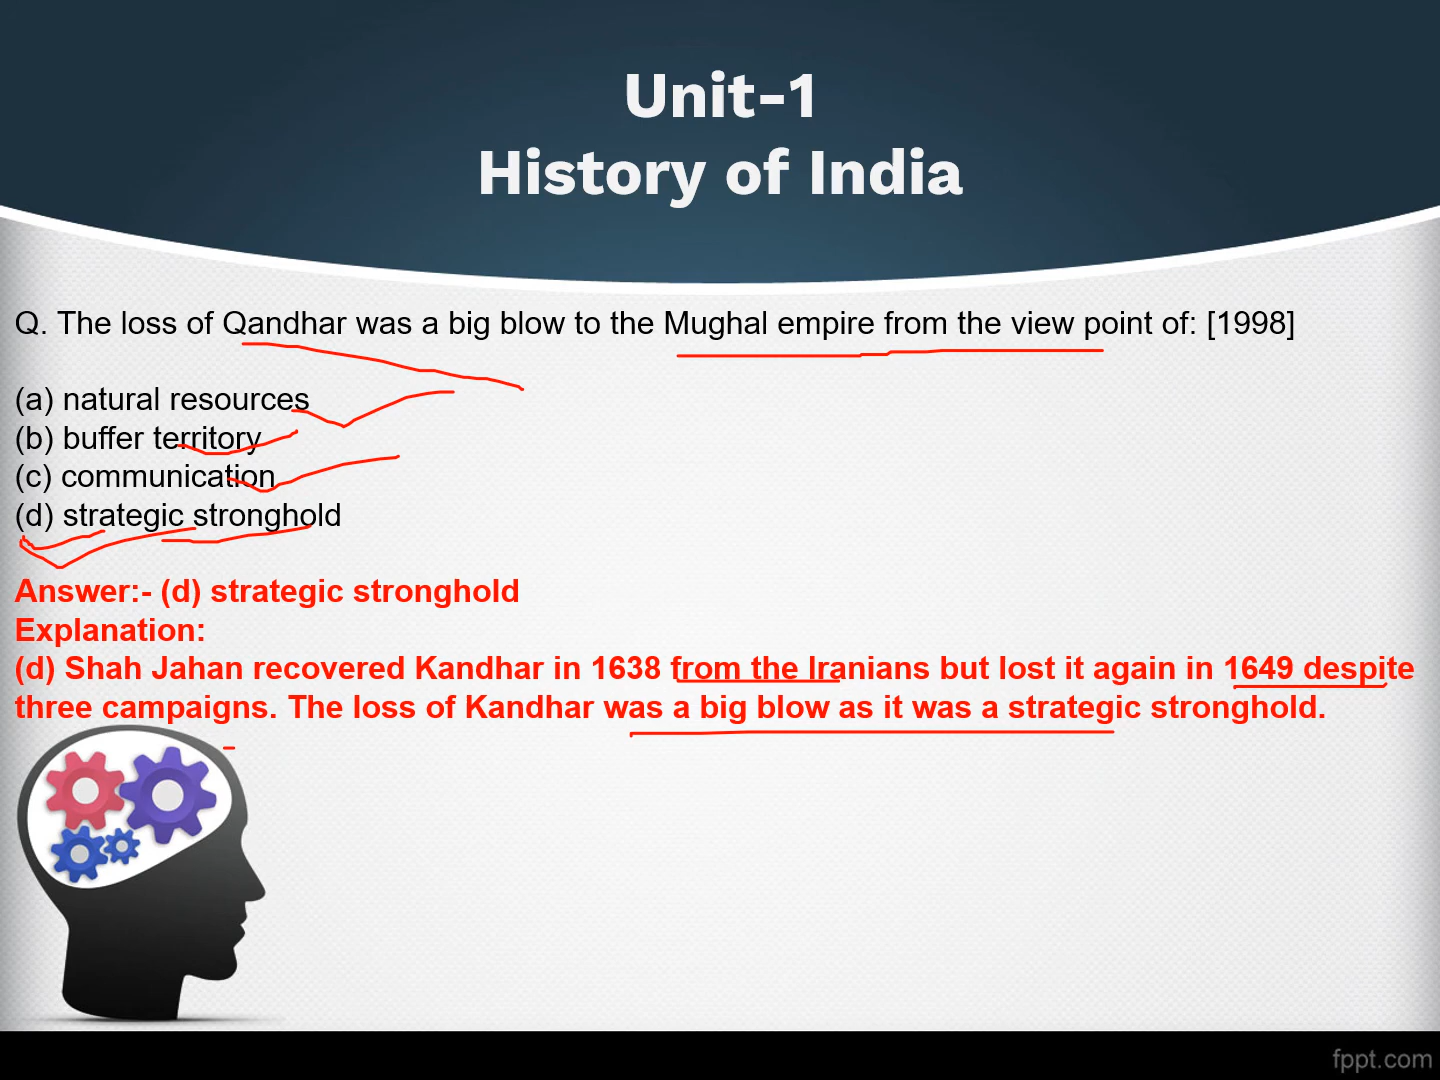 Unit-1
History of India
Q. The loss of Qandhar was a big blow to the Mughal empire from the view point of: [1998]
(a) natural resources
(b) buffer territory
(c) communication
(d) strategic stronghold
Answer:- (d) strategic stronghold
Explanation:
(d) Shah Jahan recovered Kandhar in 1638 from the Iranians but lost it again in 1649 despite
three campaigns. The loss of Kandhar was a big blow as it was a strategic stronghold.
fppt.com